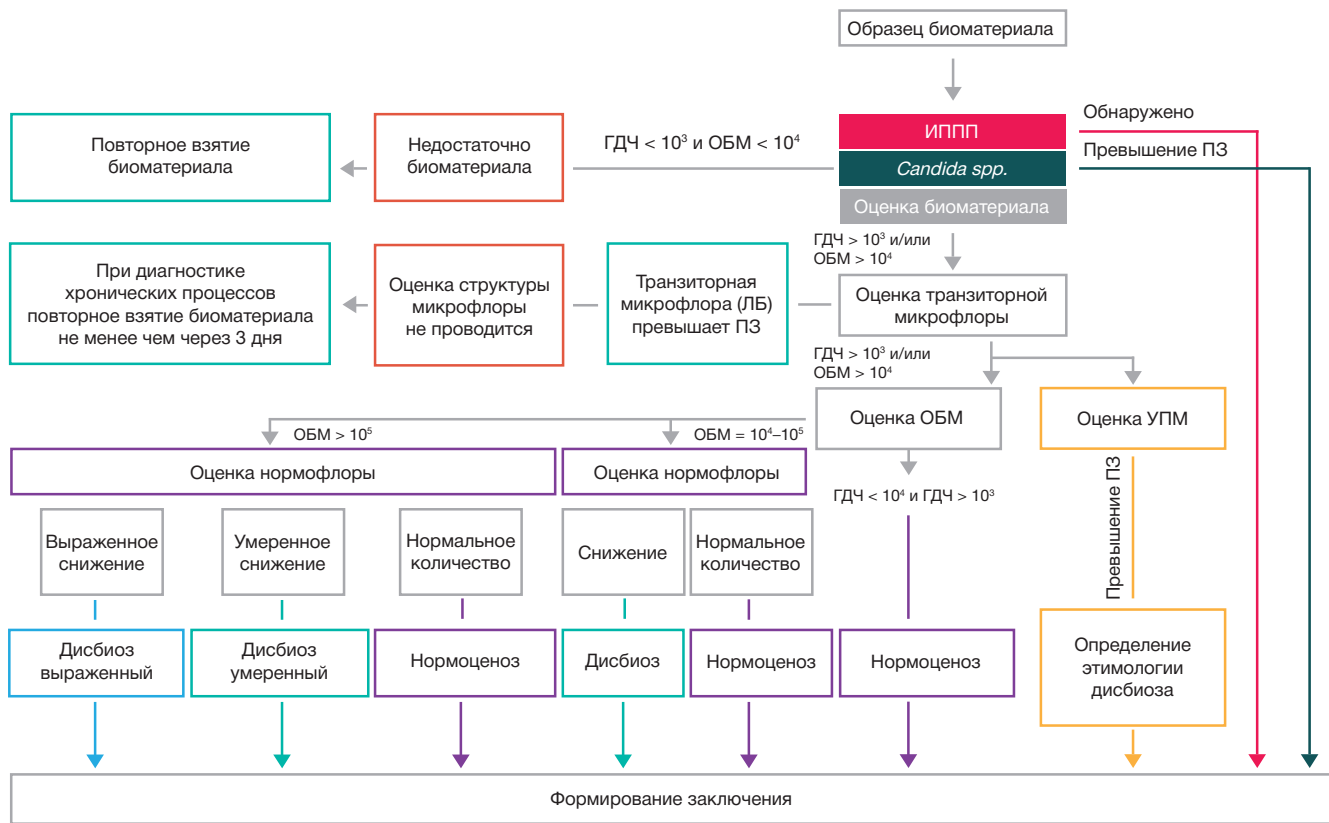 Образец биоматериала
ИППП
Candida spp.
Оценка биоматериала
Обнаружено
Превышение ПЗ
ГДЧ < 10³ и ОБМ < 10⁴
Недостаточно
биоматериала
Повторное взятие
биоматериала
ГДЧ > 10³ и/или
ОБМ > 10⁴
Оценка транзиторной
микрофлоры
Транзиторная
микрофлора (ЛБ)
превышает ПЗ
Оценка структуры
микрофлоры
не проводится
При диагностике
хронических процессов
повторное взятие биоматериала
не менее чем через 3 дня
ГДЧ > 10³ и/или
ОБМ > 10⁴
Оценка ОБМ
Оценка УПМ
ОБМ > 10⁵
ОБМ = 10⁴–10⁵
Оценка нормофлоры
Оценка нормофлоры
ГДЧ < 10⁴ и ГДЧ > 10³
Превышение ПЗ
Выраженное
снижение
Умеренное
снижение
Нормальное
количество
Снижение
Нормальное
количество
Дисбиоз
выраженный
Дисбиоз
умеренный
Нормоценоз
Дисбиоз
Нормоценоз
Нормоценоз
Определение
этимологии
дисбиоза
Формирование заключения